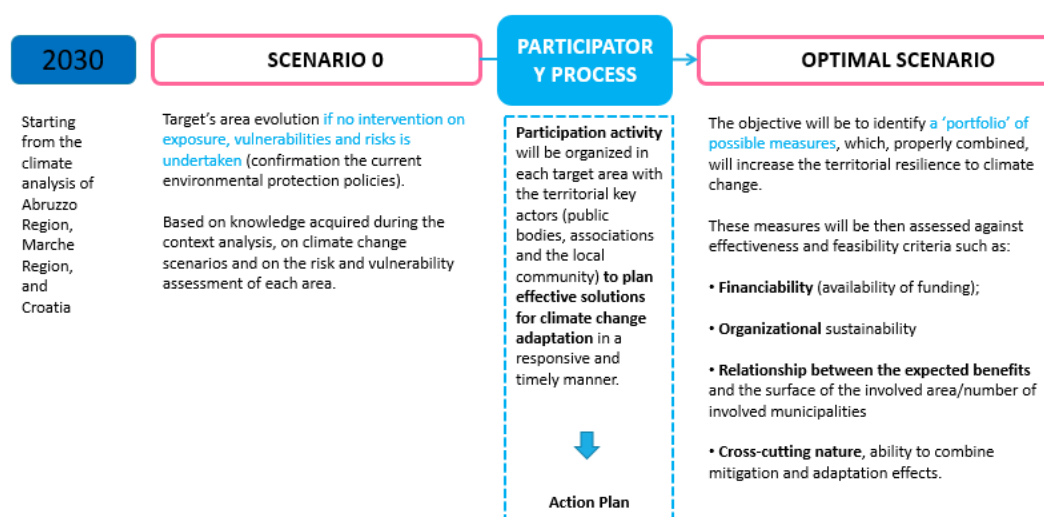 2030
Starting
from the
climate
analysis of
Abruzzo
Region,
Marche
Region,
and
Croatia
SCENARIO 0
Target's area evolution if no intervention on
exposure, vulnerabilities and risks is
undertaken (confirmation the current
environmental protection policies).
Based on knowledge acquired during the
context analysis, on climate change
scenarios and on the risk and vulnerability
assessment of each area.
PARTICIPATOR
Y PROCESS
Participation activity
will be organized in
each target area with
the territorial key
actors (public
bodies, associations
and the local
community) to plan
effective solutions
for climate change
adaptation in a
responsive and
timely manner.
Action Plan
OPTIMAL SCENARIO
The objective will be to identify a 'portfolio' of
possible measures, which, properly combined,
will increase the territorial resilience to climate
change.
These measures will be then assessed against
effectiveness and feasibility criteria such as:
• Financiability (availability of funding);
• Organizational sustainability
• Relationship between the expected benefits
and the surface of the involved area/number of
involved municipalities
• Cross-cutting nature, ability to combine
mitigation and adaptation effects.